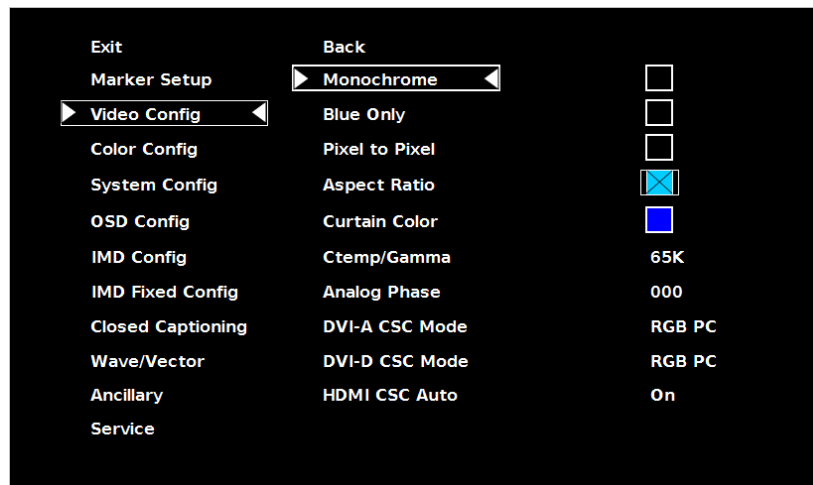 Exit Back
Marker Setup Monochrome
Video Config Blue Only
Color Config Pixel to Pixel
System Config Aspect Ratio
OSD Config Curtain Color
IMD Config Ctemp/Gamma 65K
IMD Fixed Config Analog Phase 000
Closed Captioning DVI-A CSC Mode RGB PC
Wave/Vector DVI-D CSC Mode RGB PC
Ancillary HDMI CSC Auto On
Service